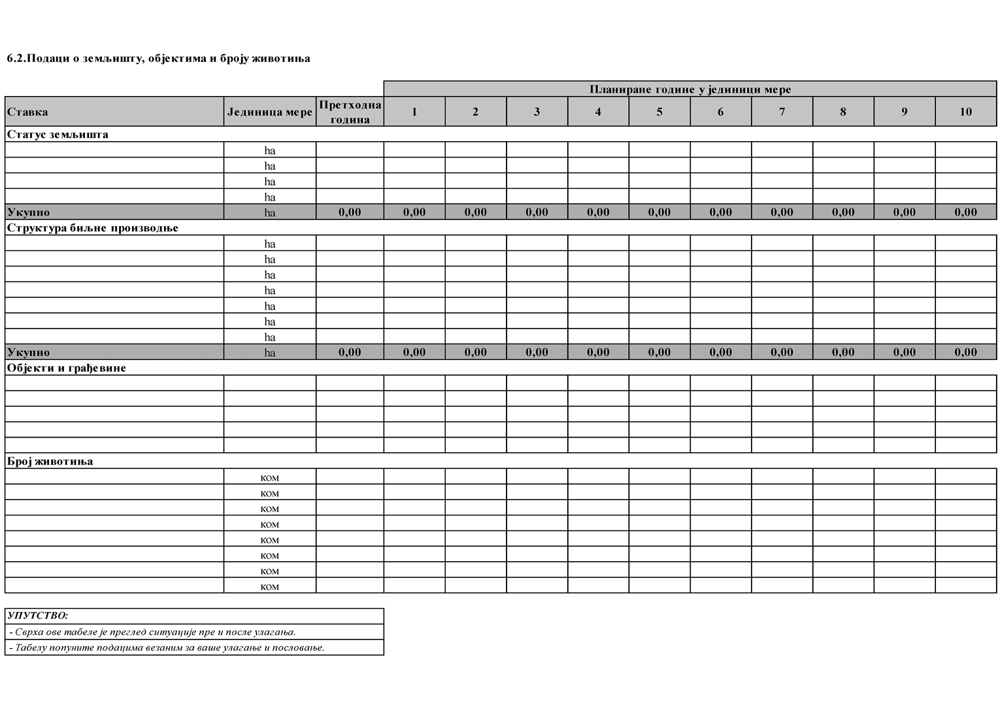 6.2.Подаци о земљишту, објектима и броју животиња
Планиране године у јединици мере
Ставка Јединица мере Претходна година 1 2 3 4 5 6 7 8 9 10
Статус земљишта
ha
ha
ha
ha
Укупно ha 0,00 0,00 0,00 0,00 0,00 0,00 0,00 0,00 0,00 0,00 0,00
Структура биљне производње
ha
ha
ha
ha
ha
ha
ha
Укупно ha 0,00 0,00 0,00 0,00 0,00 0,00 0,00 0,00 0,00 0,00 0,00
Објекти и грађевине
Број животиња
ком
ком
ком
ком
ком
ком
ком
ком
УПУТСТВО:
- Сврха ове табеле је преглед ситуације пре и после улагања.
- Табелу попуните подацима везаним за ваше улагање и пословање.